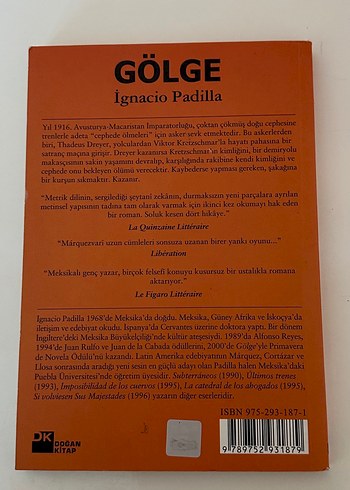 GÖLGE
Ignacio Padilla
Yıl 1916. Avusturya-Macaristan İmparatorluğu, çoktan çökmüş doğu cephesine
trenlerle adeta "cephede ölmeleri" için asker sevk etmektedir. Bu askerlerden
biri, Thadeus Dreyer, yolculardan Viktor Kretzschmar'la hayatı pahasına bir
satranç maçına girişir. Dreyer kazanırsa Kretzschmar'ın kimliğini, bir demiryolu
makasçısının sakin yaşamını devralıp, karşılığında rakibine kendi kimliğini ve
cephede onu bekleyen ölümü verecektir. Kaybederse yapması gereken, şakağına
bir kurşun sıkmaktır. Kazanır.
"Metrik dilinin, sergilediği şeytani zekânın, durmaksızın yeni parçalara ayrılan
metinsel yapısının tadına tam olarak varmak için ikinci kez okumayı hak eden
bir roman. Soluk kesen dört hikâye."
La Quinzaine Littéraire
"Márquezvari uzun cümleleri sonsuza uzanan birer yankı oyunu..."
Libération
"Meksikalı genç yazar, birçok felsefi konuyu kusursuz bir ustalıkla romana
aktarıyor."
Le Figaro Littéraire
Ignacio Padilla 1968'de Meksika'da doğdu. Meksika, Güney Afrika ve İskoçya'da
iletişim ve edebiyat okudu. İspanya'da Cervantes üzerine doktora yaptı. Bir dönem
İngiltere'deki Meksika Büyükelçiliği'nde kültür ateşesiydi. 1989'da Alfonso Reyes,
1994'de Juan Rulfo ve Juan de la Cabada ödüllerini, 2000'de Gölge'yle Primavera
de Novela Ödülü'nü kazandı. Latin Amerika edebiyatının Márquez, Cortázar ve
Llosa sonrasında aradığı yeni sesin en güçlü adayı olan Padilla halen Meksika'daki
Puebla Üniversitesi'nde öğretim üyesidir. Subterráneos (1990), Últimos trenes
(1993), Imposibilidad de los cuervos (1995), La catedral de los abogados (1995),
Si volviesen Sus Majestades (1996) yazarın diğer eserleridir.
ISBN 975-293-187-1
DK
DOĞAN
KİTAP
9 789752 931879